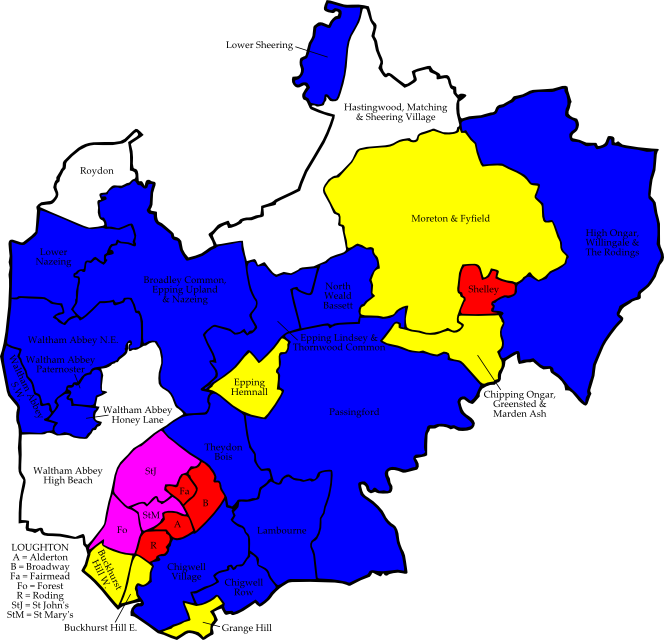 Lower Sheering
Hastingwood, Matching
& Sheering Village
Roydon
Moreton & Fyfield
High Ongar,
Willingale &
The Rodings
Lower
Nazeing
Broadley Common,
Epping Upland
& Nazeing
North
Weald
Bassett
Shelley
Waltham Abbey N.E.
Epping Lindsey &
Thornwood Common
Waltham Abbey
Paternoster
Waltham Abbey
S.W.
Epping
Hemnall
Chipping Ongar,
Greensted &
Marden Ash
Waltham Abbey
Honey Lane
Passingford
Theydon
Bois
Waltham Abbey
High Beach
StJ
Fa
B
StM
A
Fo
R
Lambourne
LOUGHTON
A = Alderton
B = Broadway
Fa = Fairmead
Fo = Forest
R = Roding
StJ = St John's
StM = St Mary's
Buckhurst
Hill W.
Chigwell
Village
Chigwell
Row
Buckhurst Hill E.
Grange Hill